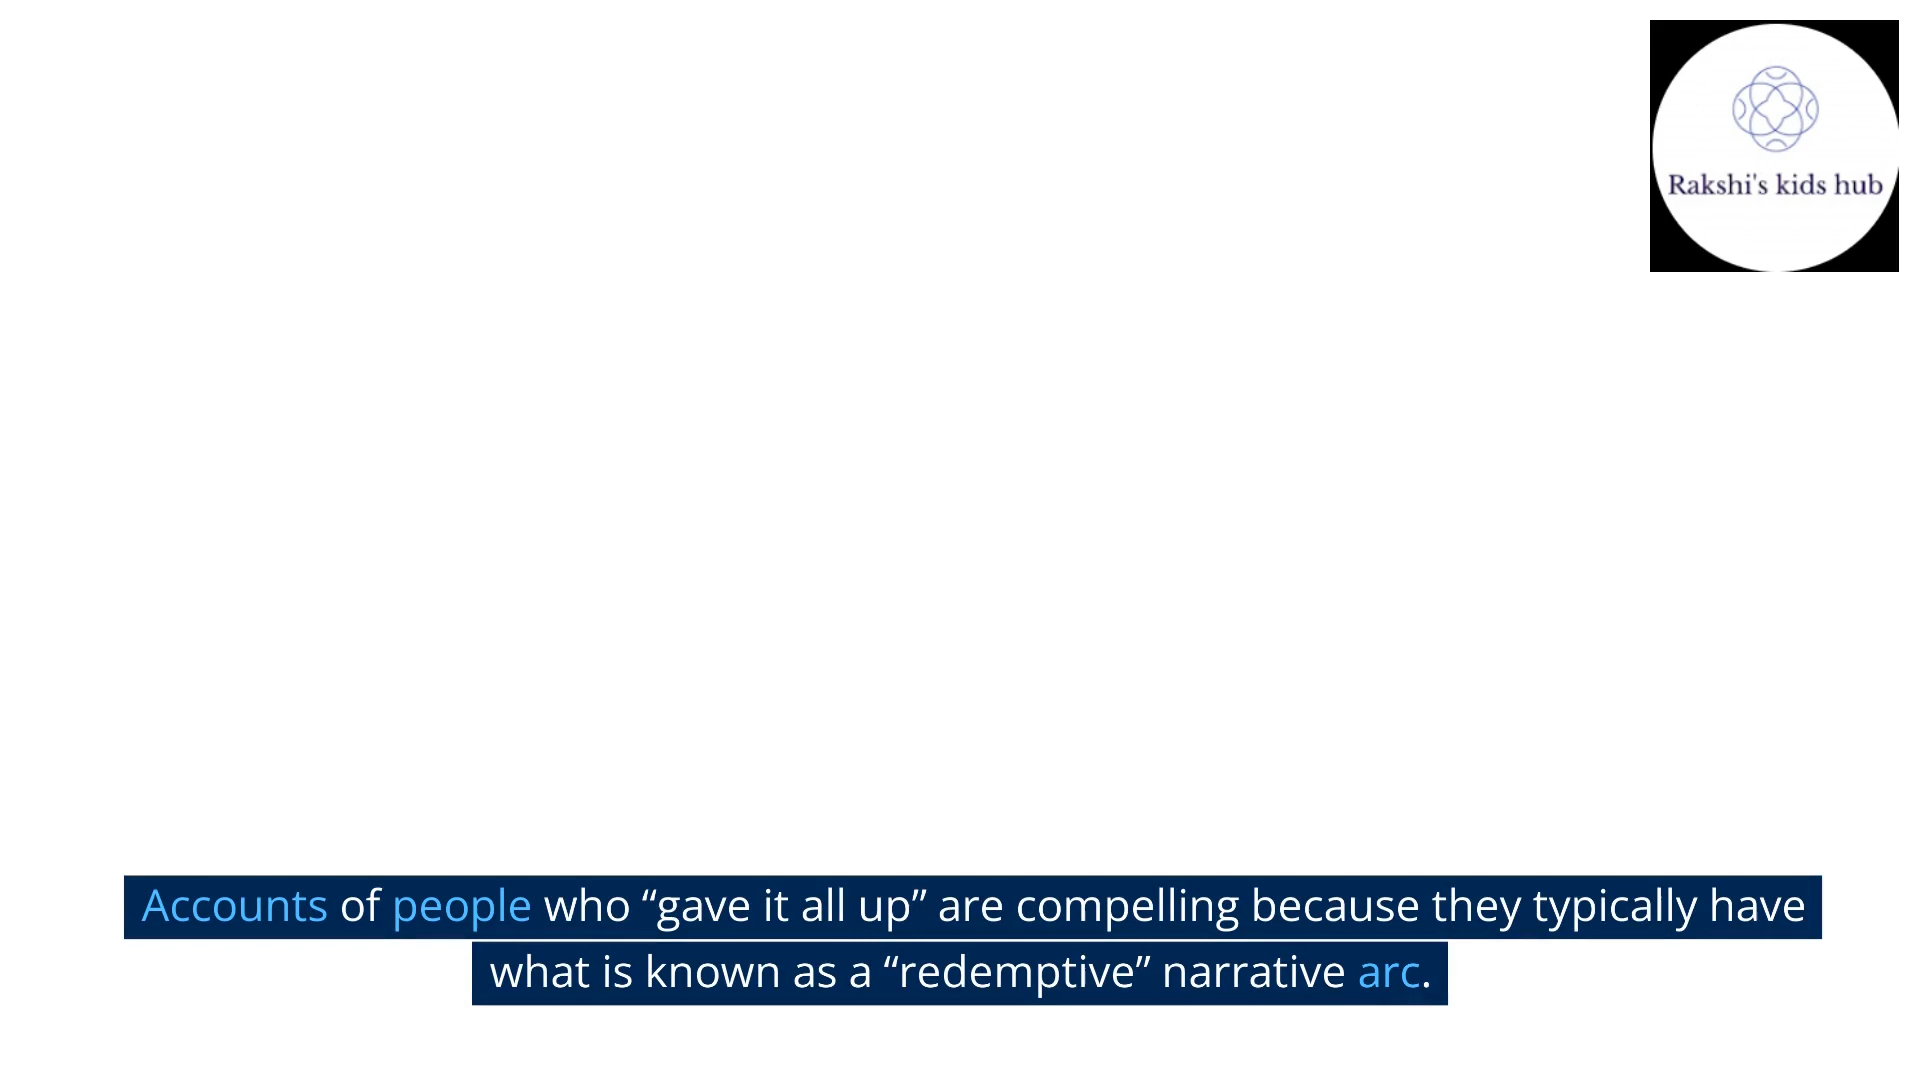 Rakshi's kids hub
Accounts of people who “gave it all up” are compelling because they typically have
what is known as a “redemptive” narrative arc.